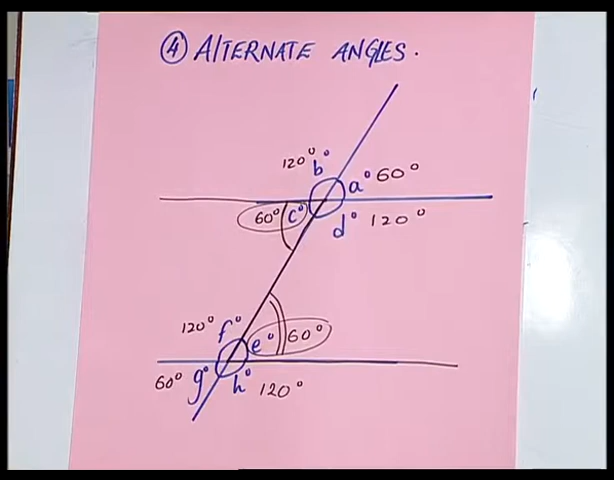 ④ ALTERNATE ANGLES.
120° b°
a° 60°
60° c°
d° 120°
120° f°
e° 60°
60° g°
h° 120°